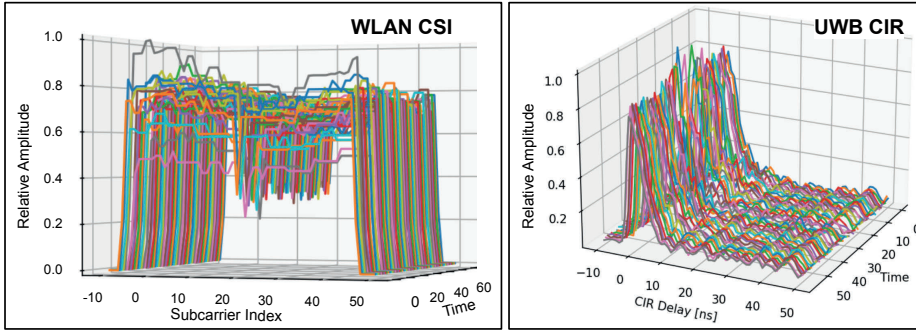 WLAN CSI
Relative Amplitude
1.0
0.8
0.6
0.4
0.2
0.0
-10 0 10 20 30 40 50
Subcarrier Index
0 20 40 60
Time
UWB CIR
Relative Amplitude
1.0
0.8
0.6
0.4
0.2
-10 0 10 20 30 40 50
CIR Delay [ns]
50 40 30 20 10 0
Time